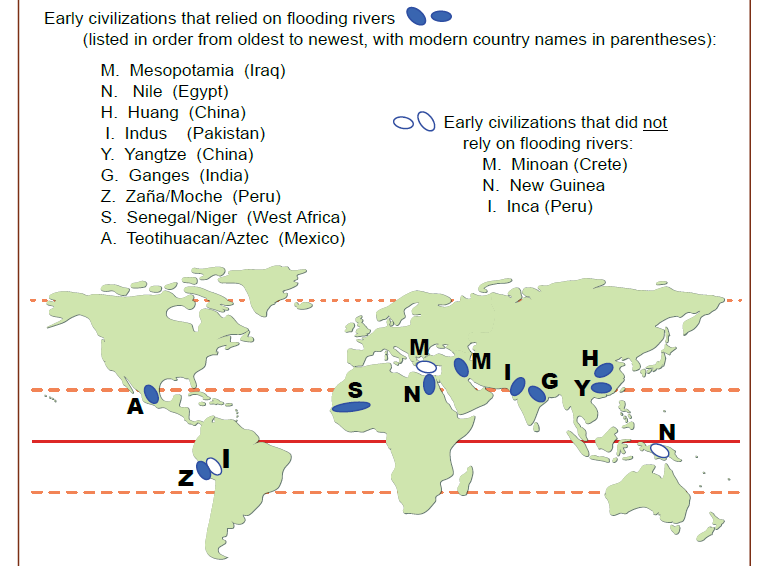 Early civilizations that relied on flooding rivers
(listed in order from oldest to newest, with modern country names in parentheses):
M. Mesopotamia (Iraq)
N. Nile (Egypt)
H. Huang (China)
I. Indus (Pakistan)
Y. Yangtze (China)
G. Ganges (India)
Z. Zaña/Moche (Peru)
S. Senegal/Niger (West Africa)
A. Teotihuacan/Aztec (Mexico)
Early civilizations that did not
rely on flooding rivers:
M. Minoan (Crete)
N. New Guinea
I. Inca (Peru)
M
M
H
I
G
Y
S
N
A
N
I
Z